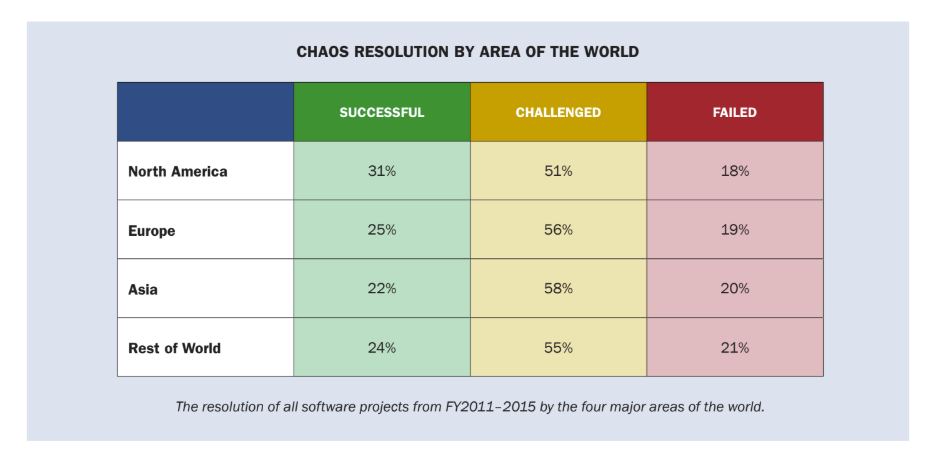 CHAOS RESOLUTION BY AREA OF THE WORLD
SUCCESSFUL CHALLENGED FAILED
North America 31% 51% 18%
Europe 25% 56% 19%
Asia 22% 58% 20%
Rest of World 24% 55% 21%
The resolution of all software projects from FY2011–2015 by the four major areas of the world.